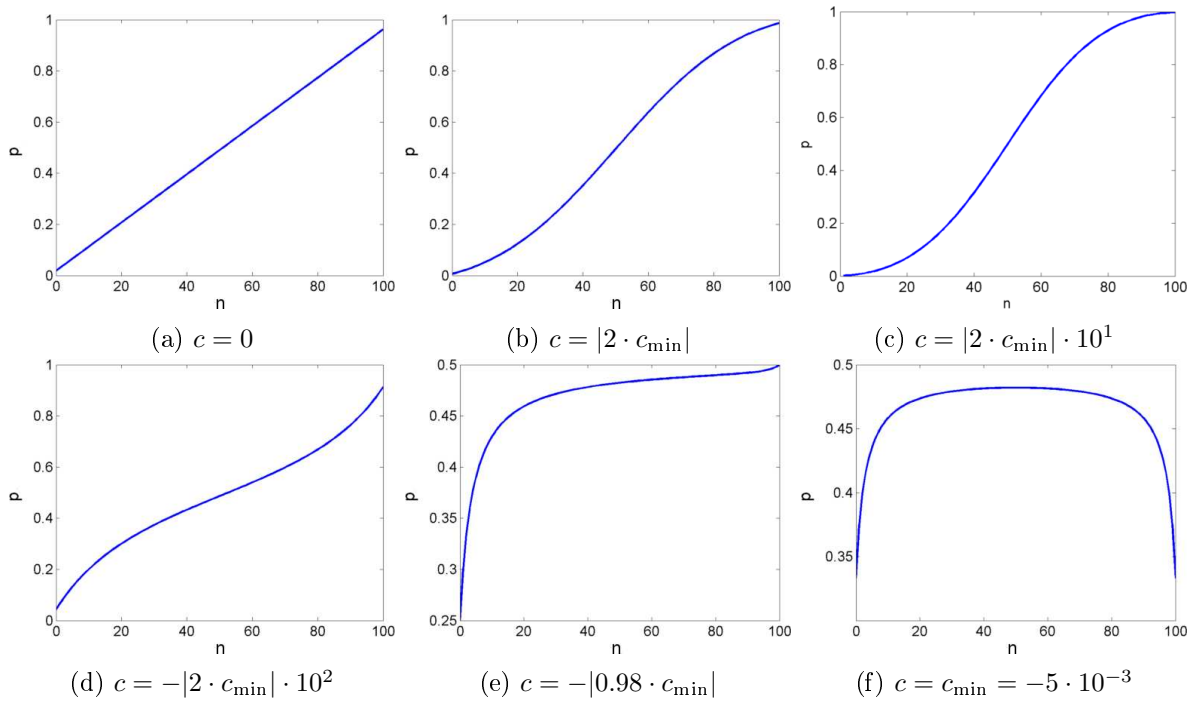 1
0.8
0.6
0.4
0.2
0
p
0 20 40 60 80 100
n
(a) c = 0
1
0.8
0.6
0.4
0.2
0
p
0 20 40 60 80 100
n
(b) c = |2 · c_min|
1
0.8
0.6
0.4
0.2
0
p
0 20 40 60 80 100
n
(c) c = |2 · c_min| · 10^1
1
0.8
0.6
0.4
0.2
0
p
0 20 40 60 80 100
n
(d) c = −|2 · c_min| · 10^2
0.5
0.45
0.4
0.35
0.3
0.25
p
0 20 40 60 80 100
n
(e) c = −|0.98 · c_min|
0.5
0.45
0.4
0.35
p
0 20 40 60 80 100
n
(f) c = c_min = −5 · 10^−3